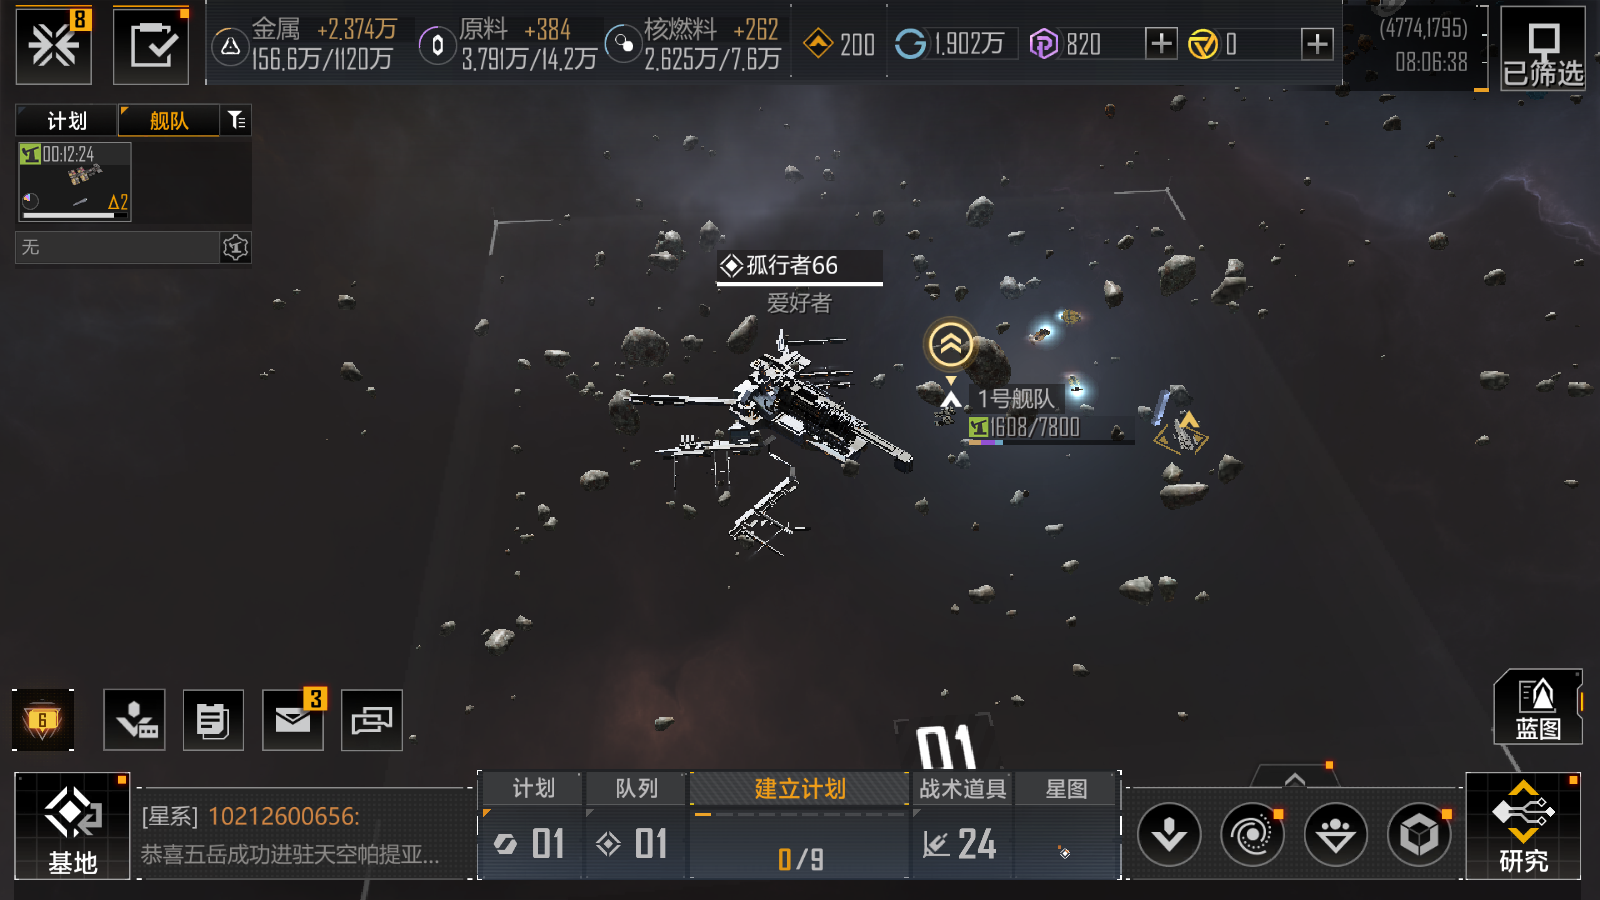 8
金属 +2.374万
156.6万/1120万
原料 +384
3.791万/14.2万
核燃料 +262
2.625万/7.6万
200
1.902万
820
0
(4774,1795)
08:06:38
已筛选
计划
舰队
00:12:24
2
无
孤行者66
爱好者
1号舰队
1608/7800
01
6
3
蓝图
基地
[星系] 10212600656:
恭喜五岳成功进驻天空帕提亚...
计划
01
队列
01
建立计划
0/9
战术道具
24
星图
研究